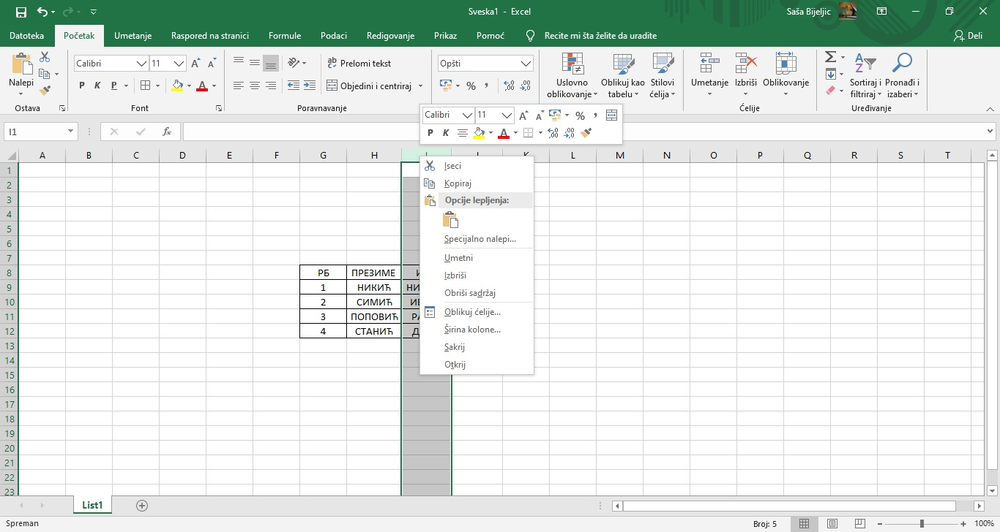 Sveska1 - Excel
Saša Bijeljic
Datoteka Početak Umetanje Raspored na stranici Formule Podaci Redigovanje Prikaz Pomoć Recite mi šta želite da uradite Deli
Calibri 11
Prelomi tekst
Opšti
Nalepi
P K P A
Objedini i centriraj
%
Uslovno oblikovanje
Oblikuj kao tabelu
Stilovi ćelija
Umetanje Izbriši Oblikovanje
Sortiraj i filtriraj
Pronađi i izaberi
Ostava Font Poravnavanje Ćelije Uređivanje
Calibri 11 A A %
P K A
I1
fx
A B C D E F G H I J K L M N O P Q R S T
1
2
3
4
5
6
7
8 РБ ПРЕЗИМЕ
9 1 НИКИЋ
10 2 СИМИЋ
11 3 ПОПОВИЋ
12 4 СТАНИЋ
13
14
15
16
17
18
19
20
21
22
23
Iseci
Kopiraj
Opcije lepljenja:
Specijalno nalepi...
Umetni
Izbriši
Obriši sadržaj
Oblikuj ćelije...
Širina kolone...
Sakrij
Otkrij
List1
Spreman
Broj: 5
100%